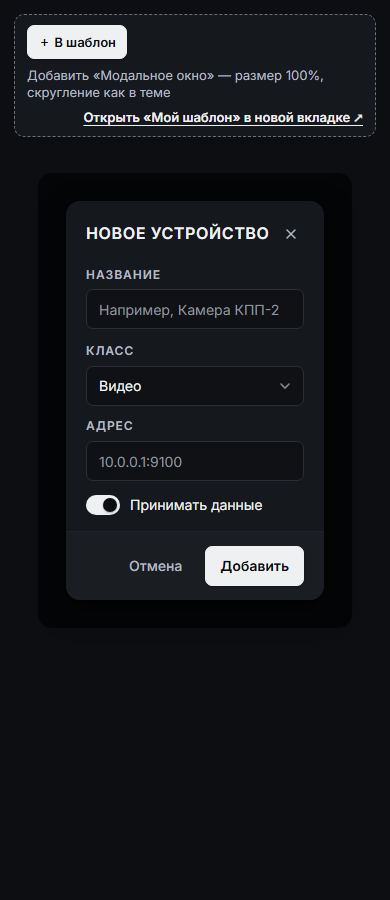 + В шаблон
Добавить «Модальное окно» — размер 100%,
скругление как в теме
Открыть «Мой шаблон» в новой вкладке ↗
НОВОЕ УСТРОЙСТВО ×
НАЗВАНИЕ
Например, Камера КПП-2
КЛАСС
Видео
АДРЕС
10.0.0.1:9100
Принимать данные
Отмена Добавить